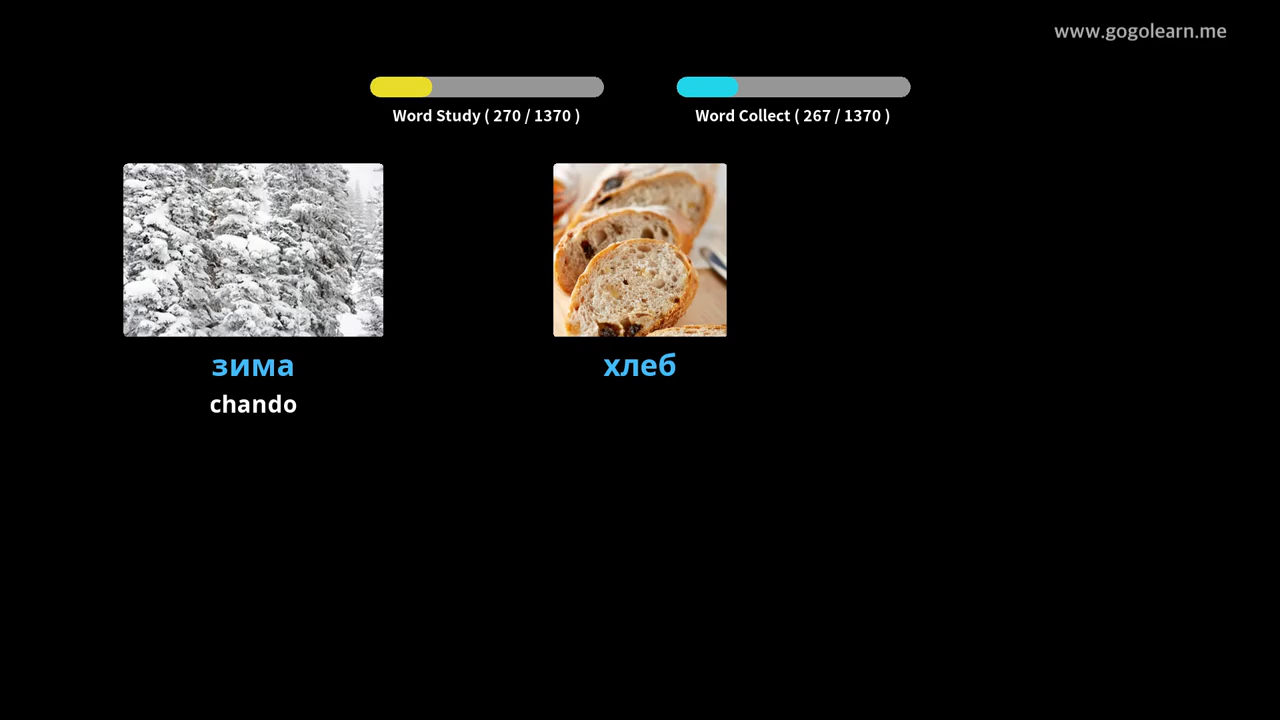 www.gogolearn.me
Word Study ( 270 / 1370 )
Word Collect ( 267 / 1370 )
зима
chando
хлеб